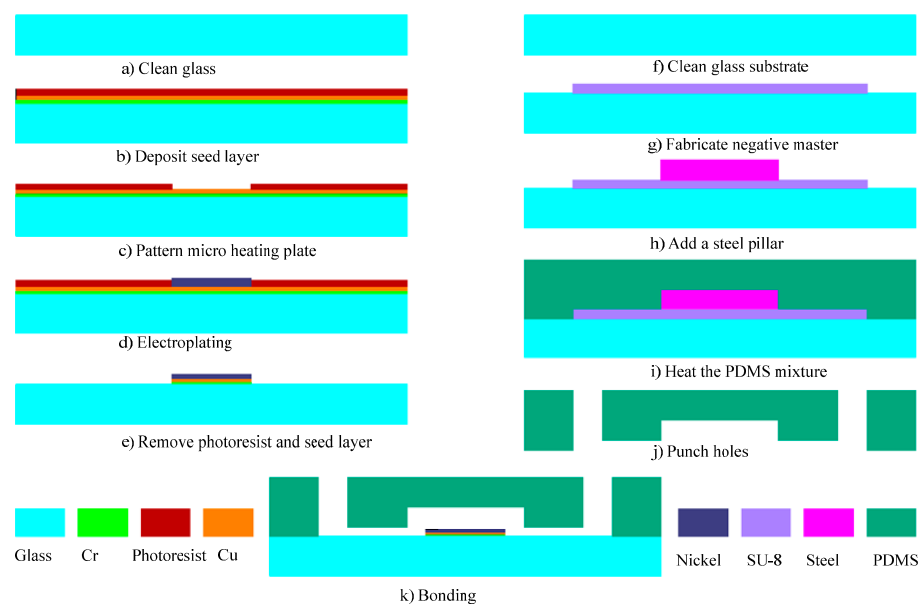 a) Clean glass
b) Deposit seed layer
c) Pattern micro heating plate
d) Electroplating
e) Remove photoresist and seed layer
f) Clean glass substrate
g) Fabricate negative master
h) Add a steel pillar
i) Heat the PDMS mixture
j) Punch holes
Glass
Cr
Photoresist
Cu
Nickel
SU-8
Steel
PDMS
k) Bonding